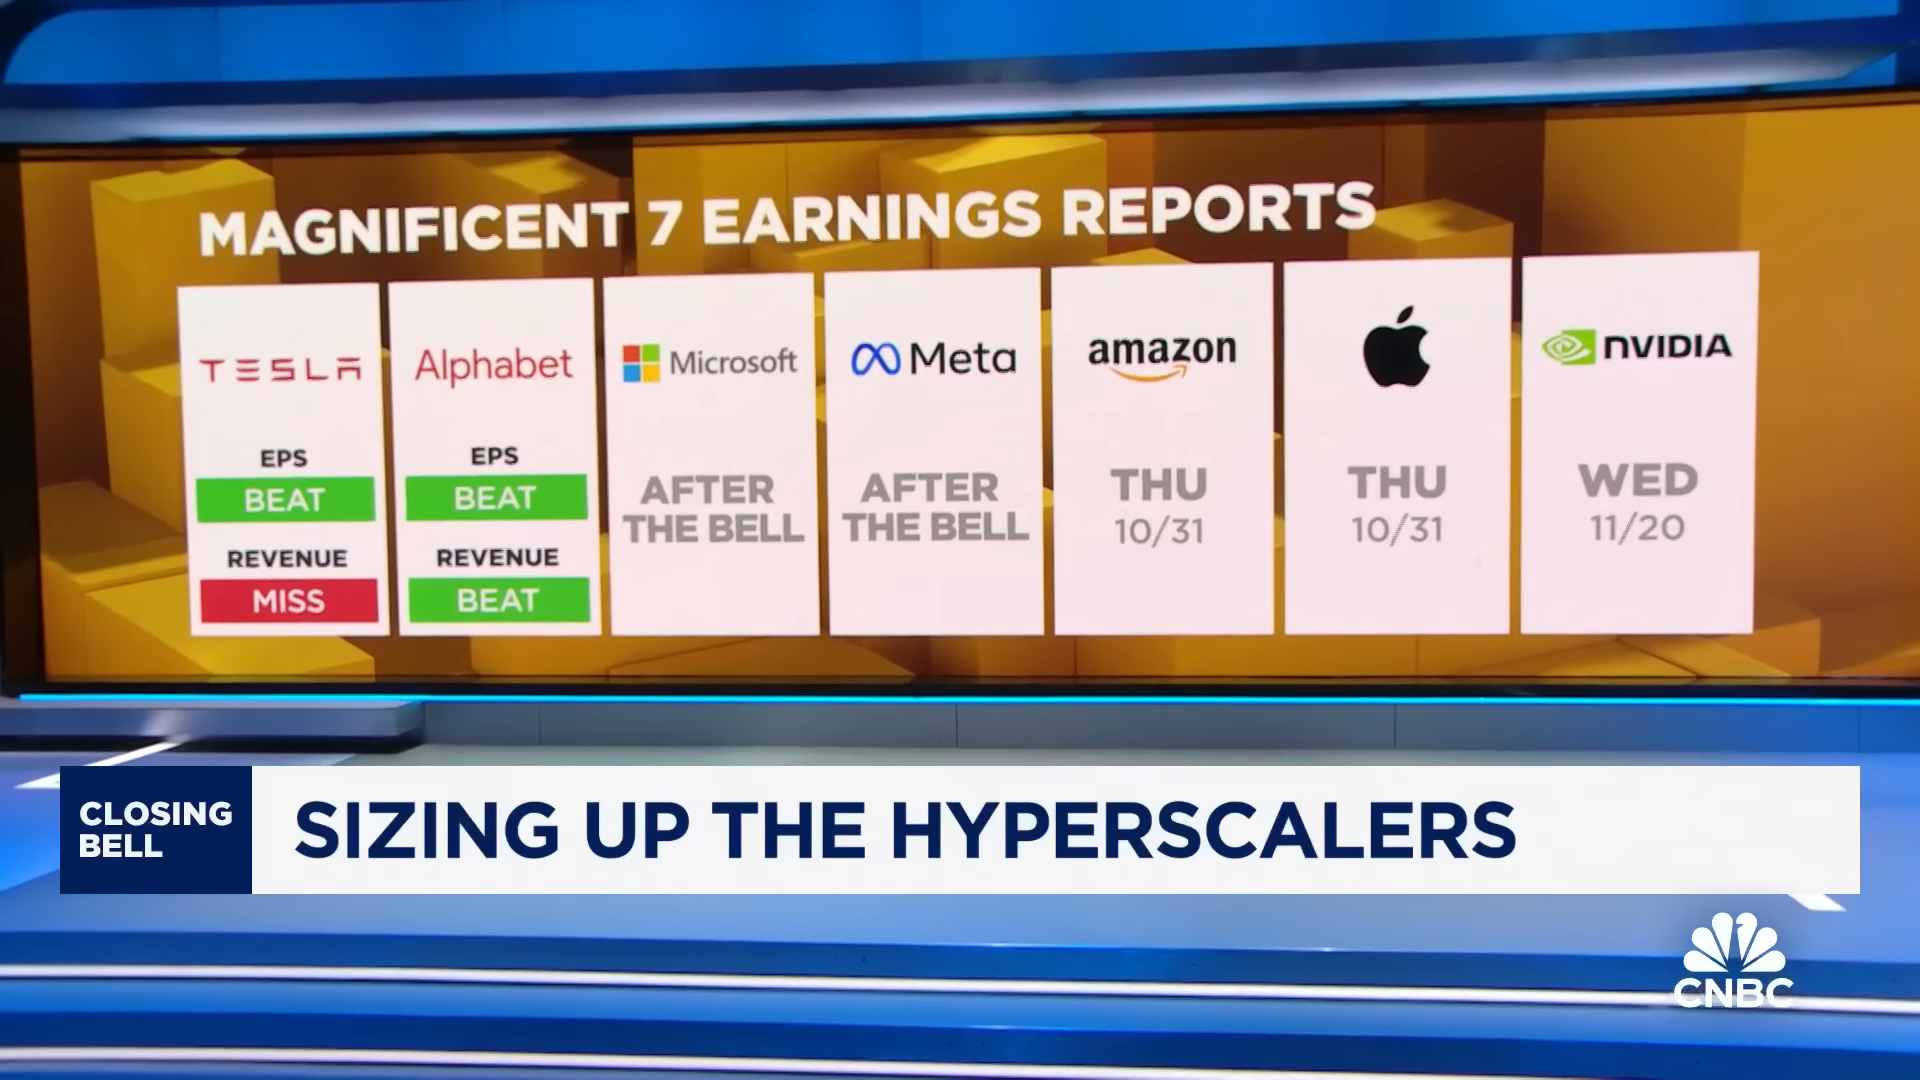 MAGNIFICENT 7 EARNINGS REPORTS
TESLA
EPS
BEAT
REVENUE
MISS
Alphabet
EPS
BEAT
REVENUE
BEAT
Microsoft
AFTER
THE BELL
Meta
AFTER
THE BELL
amazon
THU
10/31
THU
10/31
NVIDIA
WED
11/20
CLOSING
BELL
SIZING UP THE HYPERSCALERS
CNBC